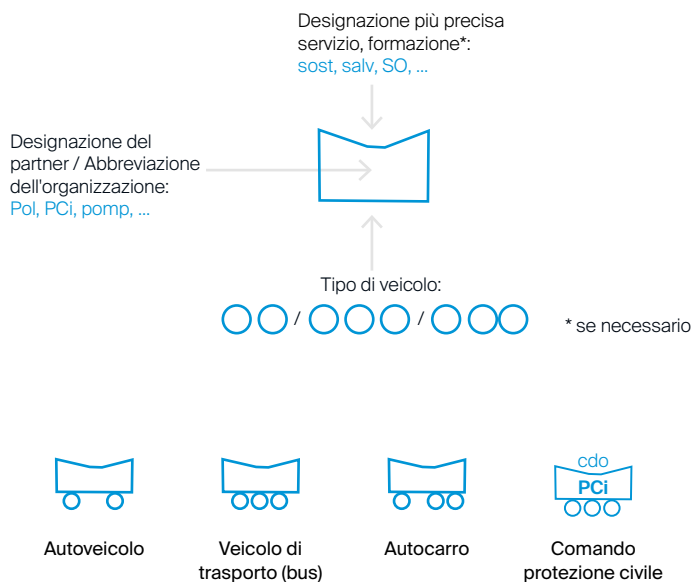 Designazione più precisa
servizio, formazione*:
sost, salv, SO, ...
Designazione del
partner / Abbreviazione
dell'organizzazione:
Pol, PCi, pomp, ...
Tipo di veicolo:
/ /
* se necessario
cdo
PCi
Autoveicolo
Veicolo di
trasporto (bus)
Autocarro
Comando
protezione civile